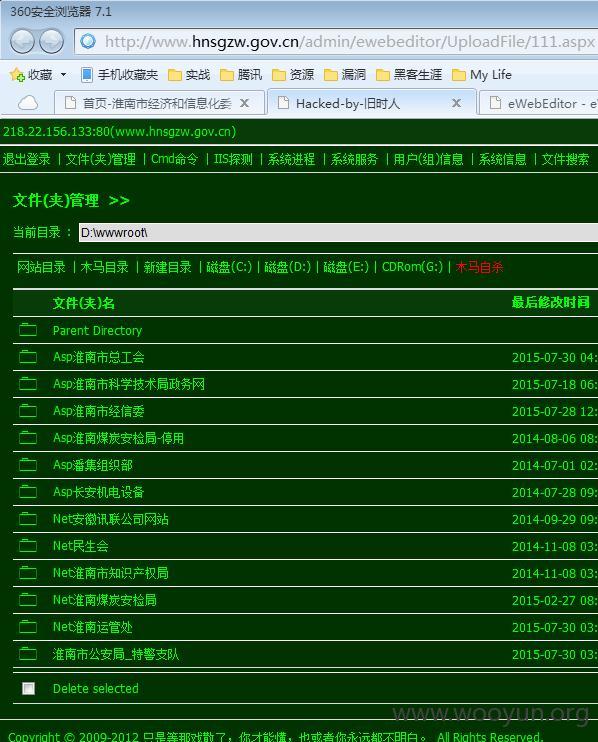 360安全浏览器 7.1
http://www.hnsgzw.gov.cn/admin/ewebeditor/UploadFile/111.aspx
收藏 手机收藏夹 实战 腾讯 资源 漏洞 黑客生涯 My Life
首页-淮南市经济和信息化委 Hacked-by-旧时人 eWebEditor - e
218.22.156.133:80(www.hnsgzw.gov.cn)
退出登录 | 文件(夹)管理 | Cmd命令 | IIS探测 | 系统进程 | 系统服务 | 用户(组)信息 | 系统信息 | 文件搜索
文件(夹)管理 >>
当前目录 : D:\wwwroot\
网站目录 | 木马目录 | 新建目录 | 磁盘(C:) | 磁盘(D:) | 磁盘(E:) | CDRom(G:) | 木马自杀
文件(夹)名 最后修改时间
Parent Directory
Asp淮南市总工会 2015-07-30 04:
Asp淮南市科学技术局政务网 2015-07-18 06:
Asp淮南市经信委 2015-07-28 12:
Asp淮南煤炭安检局-停用 2014-08-06 08:
Asp潘集组织部 2014-07-01 02:
Asp长安机电设备 2014-07-28 09:
Net安徽讯联公司网站 2014-09-29 09:
Net民生会 2014-11-08 03:
Net淮南市知识产权局 2014-11-08 03:
Net淮南煤炭安检局 2015-02-27 08:
Net淮南运管处 2015-07-30 03:
淮南市公安局_特警支队 2015-07-30 03:
Delete selected
www.wooyun.org
Copyright © 2009-2012 只是等那戏散了，你才能懂，也或者你永远都不明白。 All Rights Reserved.